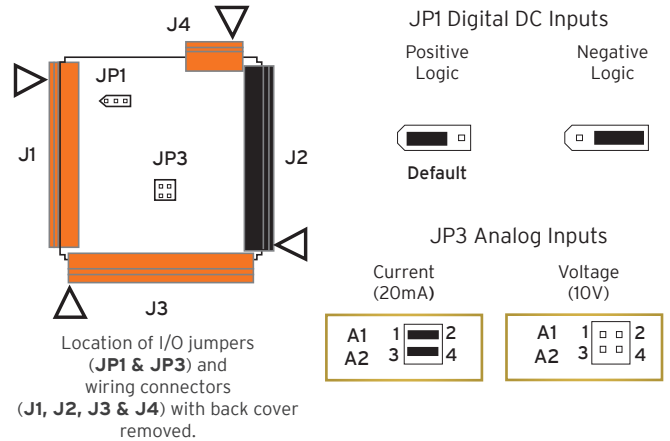 J4
JP1
J1
JP3
J2
J3
Location of I/O jumpers
(JP1 & JP3) and
wiring connectors
(J1, J2, J3 & J4) with back cover
removed.
JP1 Digital DC Inputs
Positive
Logic
Negative
Logic
Default
JP3 Analog Inputs
Current
(20mA)
Voltage
(10V)
A1 1 2
A2 3 4
A1 1 2
A2 3 4